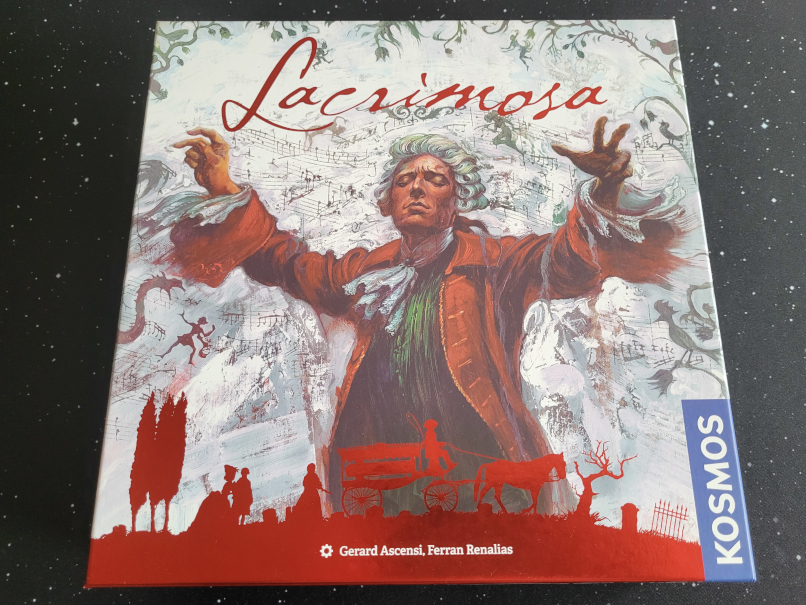 Lacrimosa
Gerard Ascensi, Ferran Renalias
KOSMOS